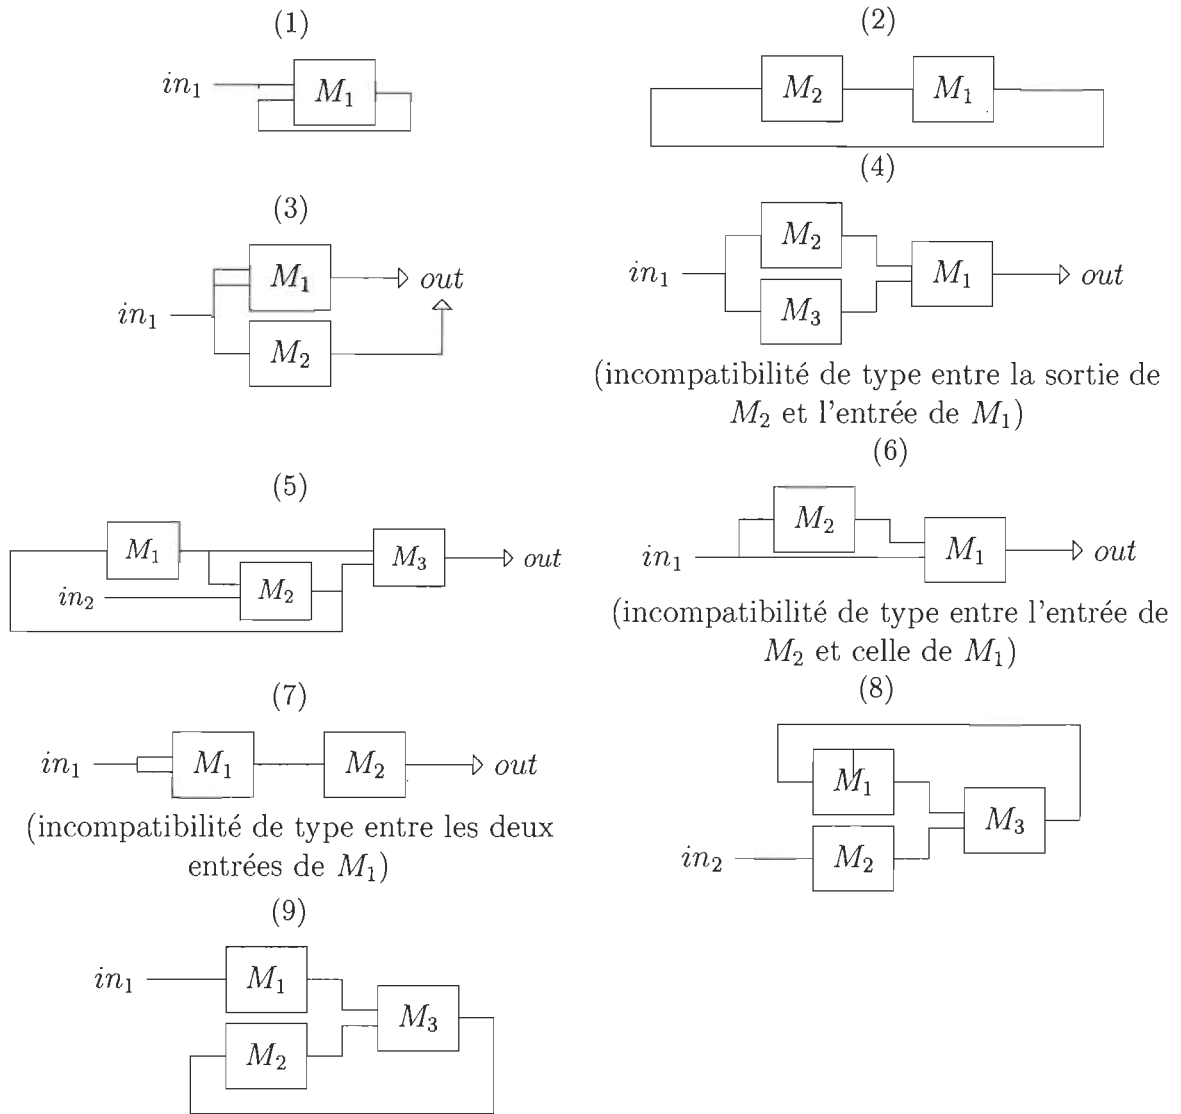 (1)
in₁ M₁
(2)
M₂ M₁
(3)
M₁ out
in₁
M₂
(4)
M₂
in₁ M₁ out
M₃
(incompatibilité de type entre la sortie de
M₂ et l'entrée de M₁)
(5)
M₁ M₃ out
in₂ M₂
(6)
M₂
in₁ M₁ out
(incompatibilité de type entre l'entrée de
M₂ et celle de M₁)
(7)
in₁ M₁ M₂ out
(incompatibilité de type entre les deux
entrées de M₁)
(8)
M₁
M₃
in₂ M₂
(9)
in₁ M₁
M₃
M₂